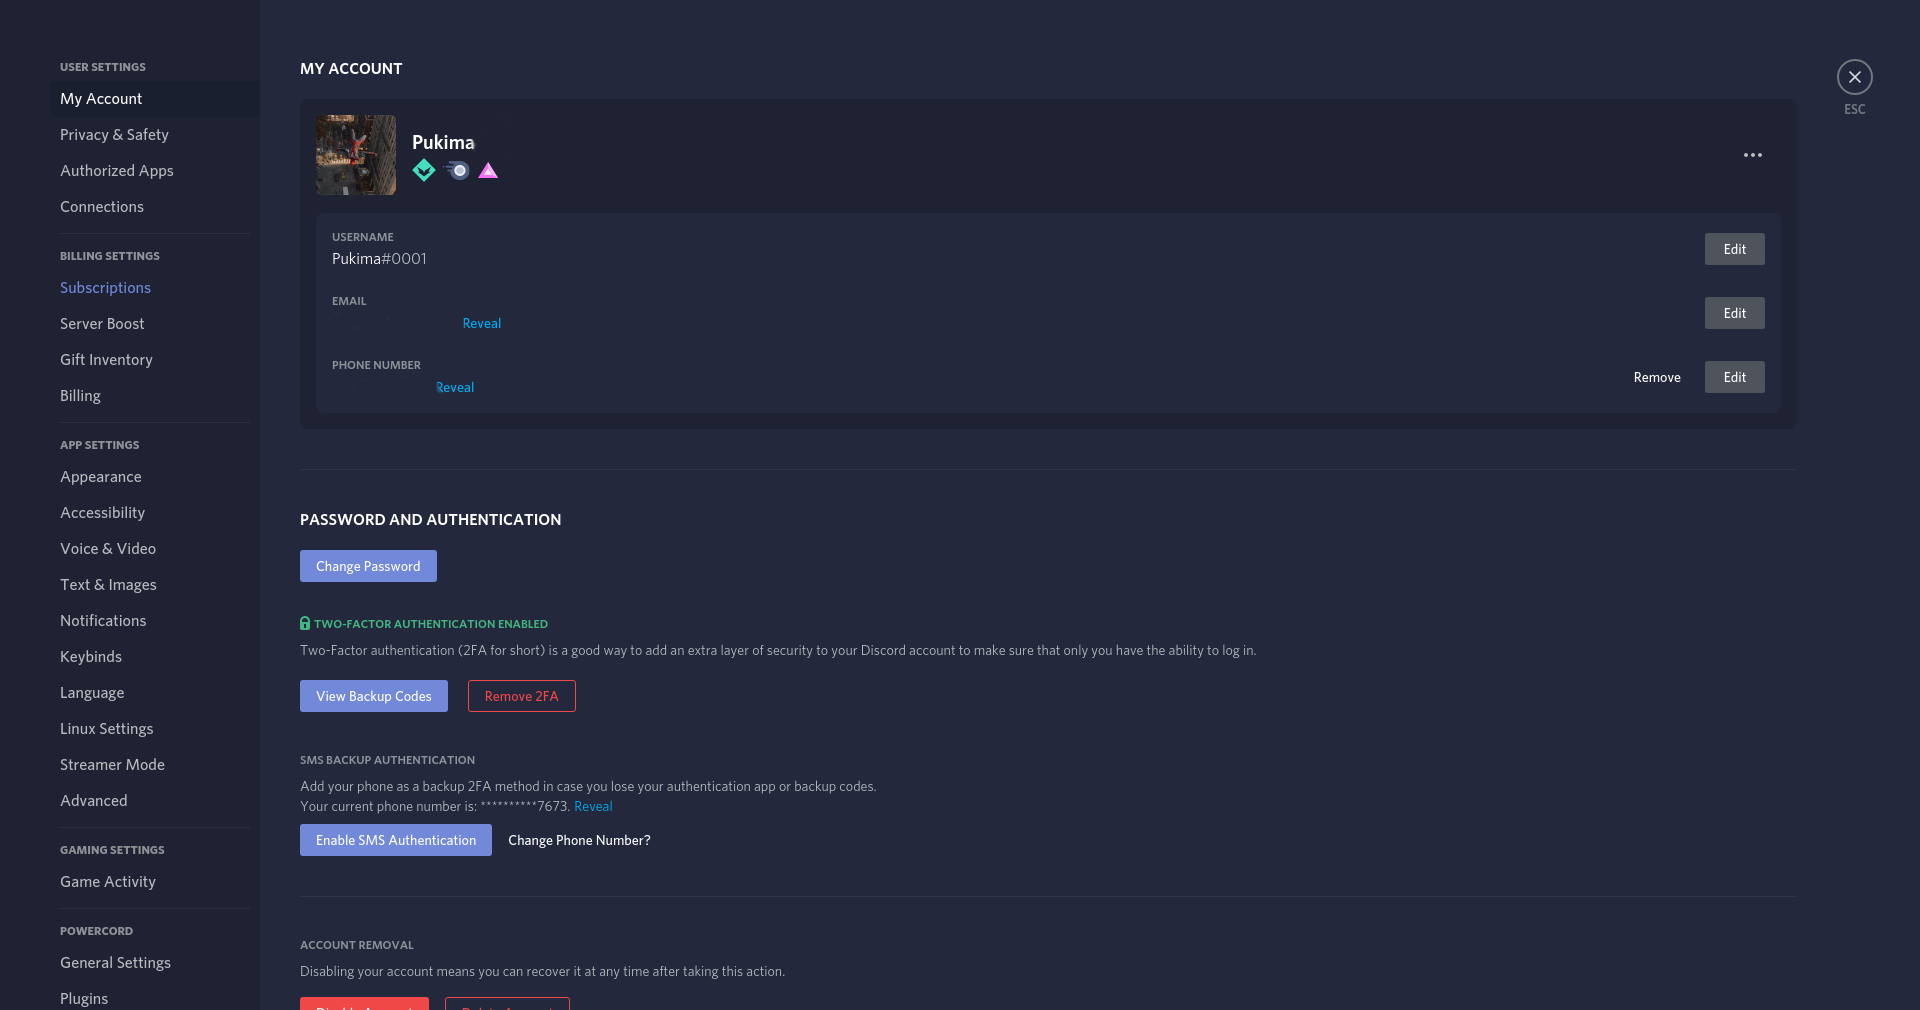 USER SETTINGS
My Account
Privacy & Safety
Authorized Apps
Connections
BILLING SETTINGS
Subscriptions
Server Boost
Gift Inventory
Billing
APP SETTINGS
Appearance
Accessibility
Voice & Video
Text & Images
Notifications
Keybinds
Language
Linux Settings
Streamer Mode
Advanced
GAMING SETTINGS
Game Activity
POWERCORD
General Settings
Plugins
MY ACCOUNT
ESC
Pukima
USERNAME
Pukima#0001
Edit
EMAIL
Reveal
Edit
PHONE NUMBER
Reveal
Remove
Edit
PASSWORD AND AUTHENTICATION
Change Password
TWO-FACTOR AUTHENTICATION ENABLED
Two-Factor authentication (2FA for short) is a good way to add an extra layer of security to your Discord account to make sure that only you have the ability to log in.
View Backup Codes
Remove 2FA
SMS BACKUP AUTHENTICATION
Add your phone as a backup 2FA method in case you lose your authentication app or backup codes.
Your current phone number is: **********7673. Reveal
Enable SMS Authentication
Change Phone Number?
ACCOUNT REMOVAL
Disabling your account means you can recover it at any time after taking this action.